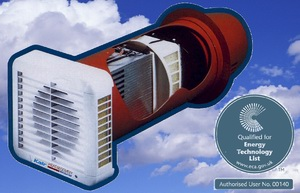 Qualified for
Energy
Technology
List
www.eca.gov.uk
Authorised User No. 00140